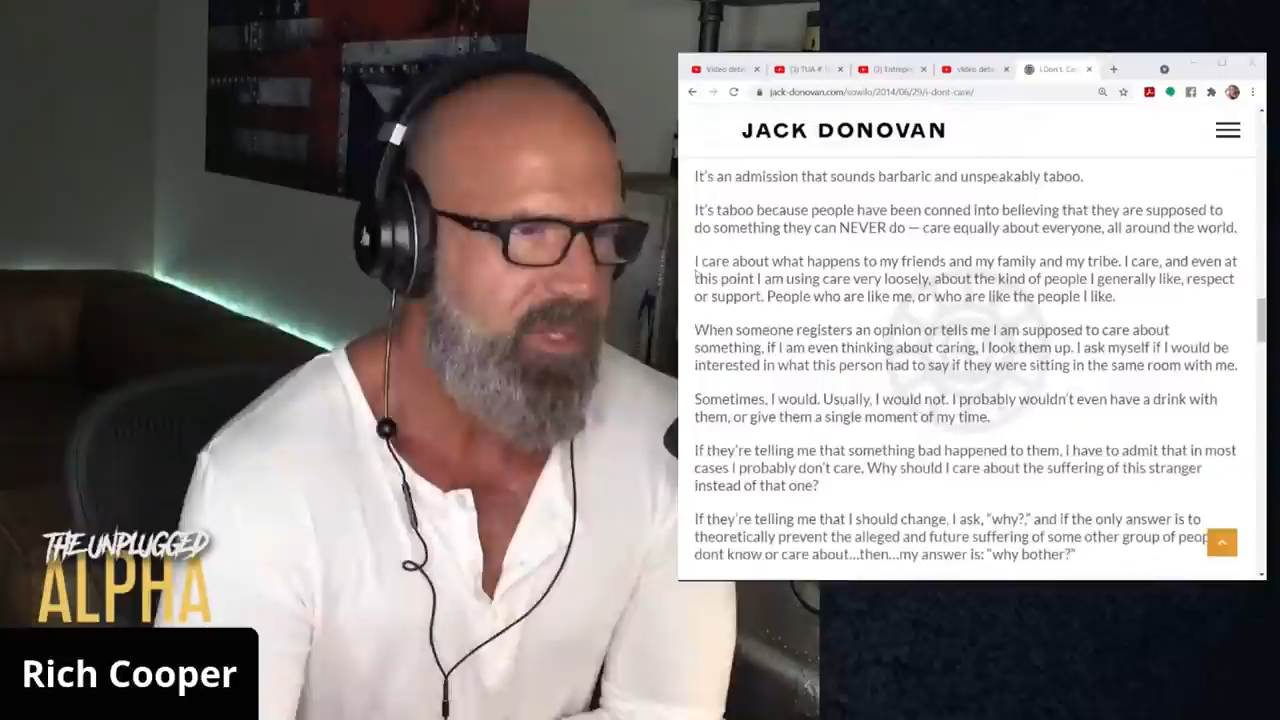 Video deta
(3) TUA #
(2) Entrepre
Video deta
I Don't. Ca
jack-donovan.com/sowilo/2014/06/29/i-dont-care/
JACK DONOVAN
It's an admission that sounds barbaric and unspeakably taboo.
It's taboo because people have been conned into believing that they are supposed to
do something they can NEVER do — care equally about everyone, all around the world.
I care about what happens to my friends and my family and my tribe. I care, and even at
this point I am using care very loosely, about the kind of people I generally like, respect
or support. People who are like me, or who are like the people I like.
When someone registers an opinion or tells me I am supposed to care about
something, if I am even thinking about caring, I look them up. I ask myself if I would be
interested in what this person had to say if they were sitting in the same room with me.
Sometimes, I would. Usually, I would not. I probably wouldn't even have a drink with
them, or give them a single moment of my time.
If they're telling me that something bad happened to them, I have to admit that in most
cases I probably don't care. Why should I care about the suffering of this stranger
instead of that one?
If they're telling me that I should change, I ask, "why?," and if the only answer is to
theoretically prevent the alleged and future suffering of some other group of peop
dont know or care about...then...my answer is: "why bother?"
THE UNPLUGGED
ALPHA
Rich Cooper